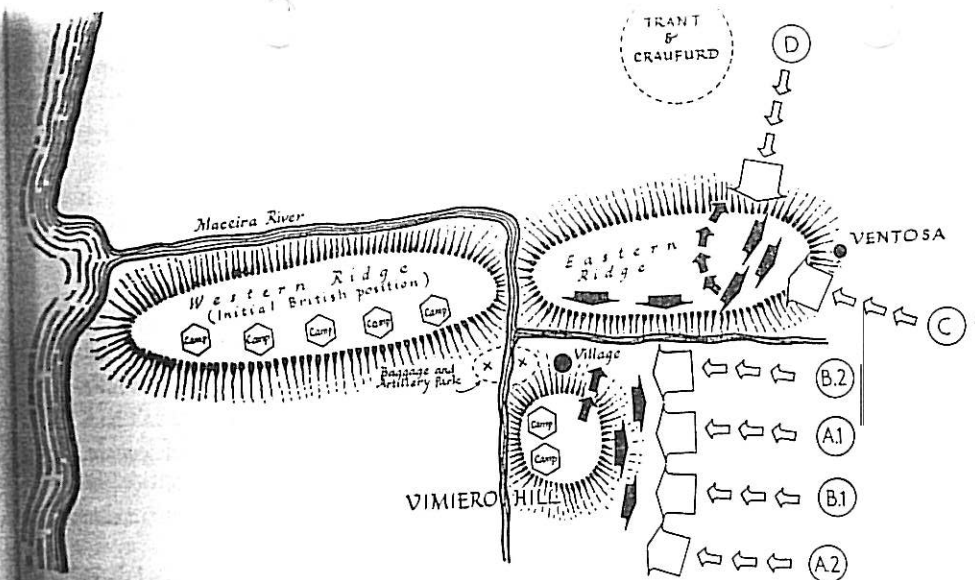 TRANT
&
CRAUFURD
D
Maceira River
Eastern
Ridge
VENTOSA
Western Ridge
(Initial British position)
Camp
Camp
Camp
Camp
Camp
C
Village
Baggage and
Artillery Park
B.2
Camp
A.1
Camp
VIMIERO HILL
B.1
A.2